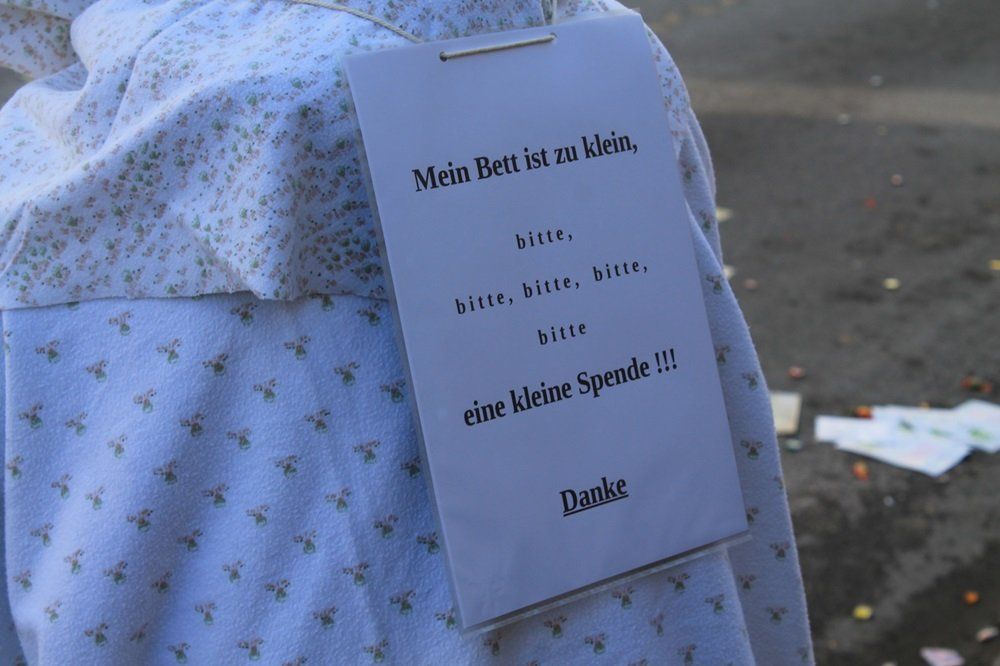 Mein Bett ist zu klein,
bitte,
bitte, bitte, bitte,
bitte
eine kleine Spende !!!
Danke